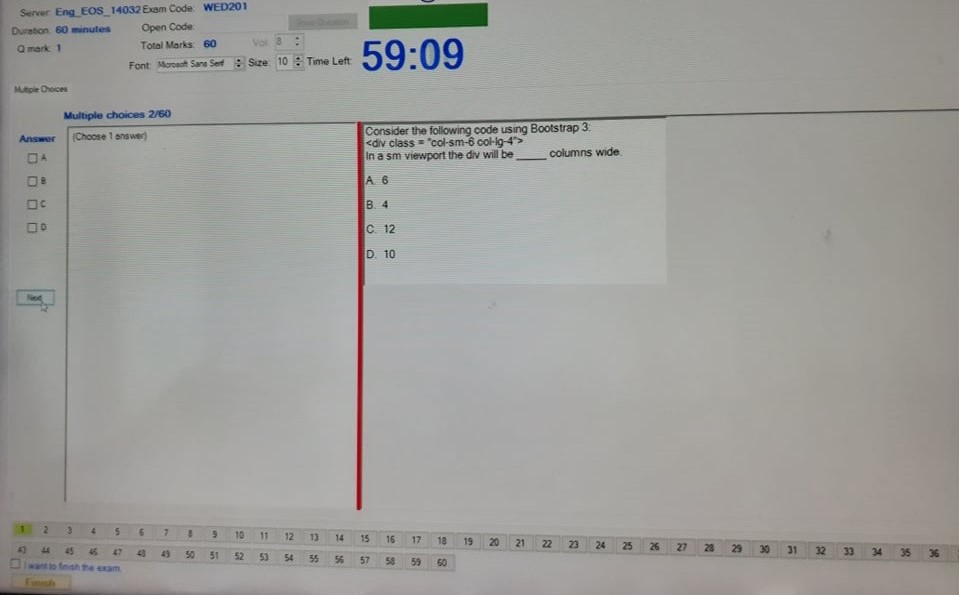 Server: Eng_EOS_14032 Exam Code: WED201
Duration: 60 minutes Open Code:
Q mark: 1 Total Marks: 60 Vol: 8
Font: Microsoft Sans Serif Size: 10 Time Left: 59:09
Multiple Choices
Multiple choices 2/60
Answer (Choose 1 answer)
A
B
C
D
Next
Consider the following code using Bootstrap 3:
<div class = "col-sm-6 col-lg-4">
In a sm viewport the div will be _____ columns wide.
A. 6
B. 4
C. 12
D. 10
1 2 3 4 5 6 7 8 9 10 11 12 13 14 15 16 17 18 19 20 21 22 23 24 25 26 27 28 29 30 31 32 33 34 35 36
43 44 45 46 47 48 49 50 51 52 53 54 55 56 57 58 59 60
I want to finish the exam.
Finish